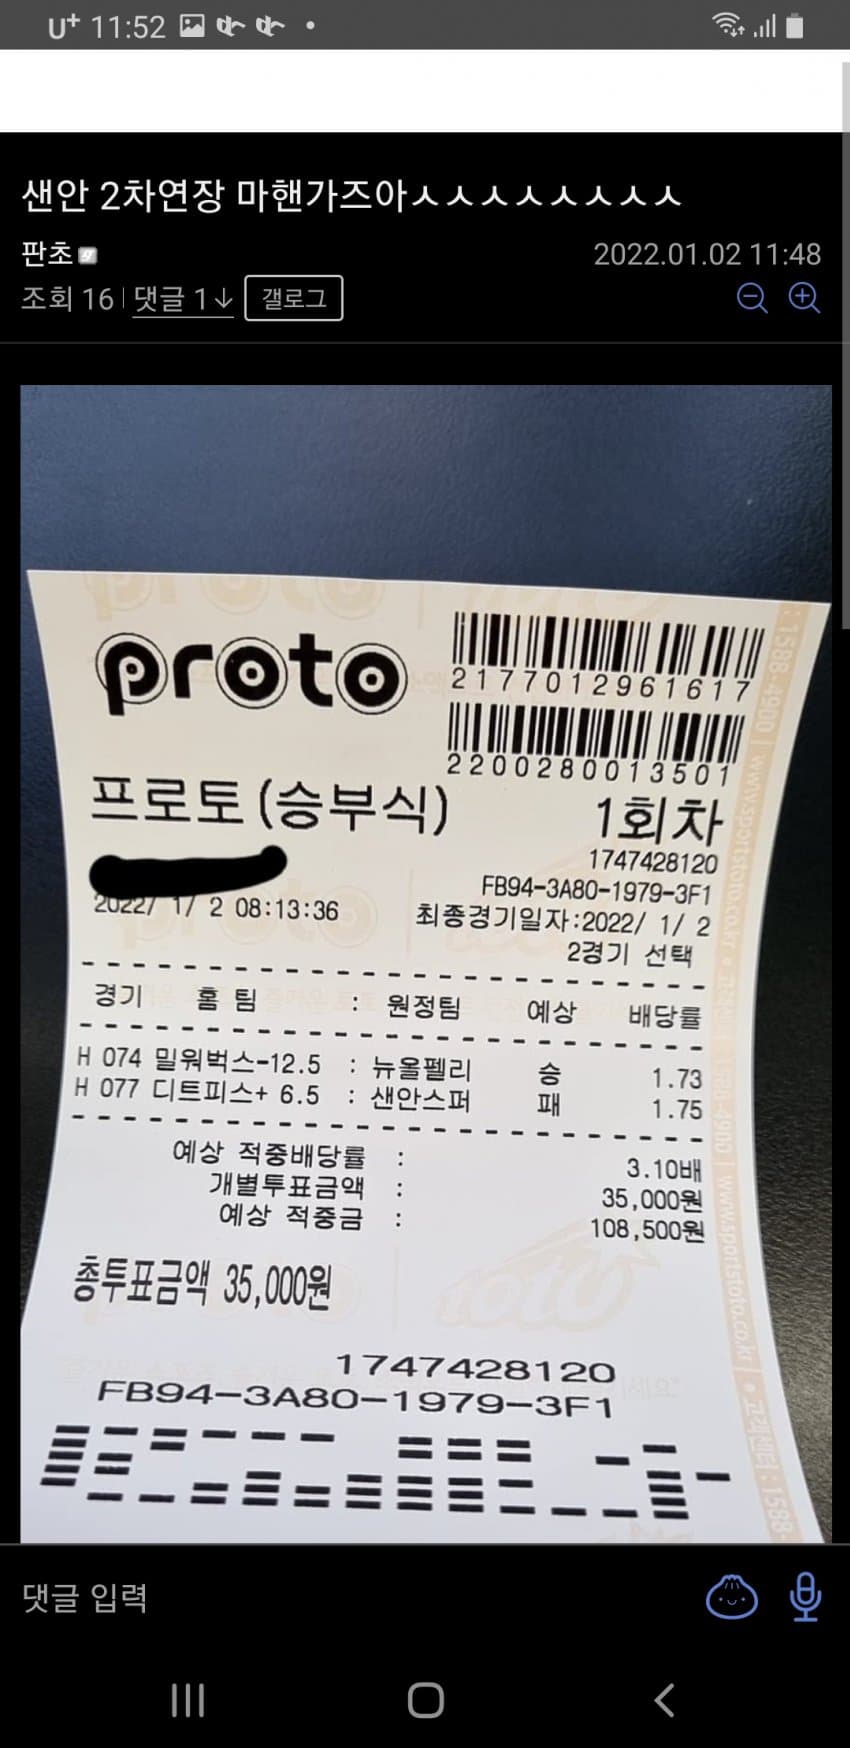 U+ 11:52
샌안 2차연장 마핸가즈아ㅅㅅㅅㅅㅅㅅㅅㅅ
판초
2022.01.02 11:48
조회 16 | 댓글 1↓ 갤로그
proto
2177012961617
2200280013501
프로토(승부식) 1회차
1747428120
FB94-3A80-1979-3F1
2022/ 1/ 2 08:13:36 최종경기일자:2022/ 1/ 2
2경기 선택
경기 홈 팀 : 원정팀 예상 배당률
H 074 밀워벅스-12.5 : 뉴올펠리 승 1.73
H 077 디트피스+ 6.5 : 샌안스퍼 패 1.75
예상 적중배당률 : 3.10배
개별투표금액 : 35,000원
예상 적중금 : 108,500원
총투표금액 35,000원
1747428120
FB94-3A80-1979-3F1
댓글 입력